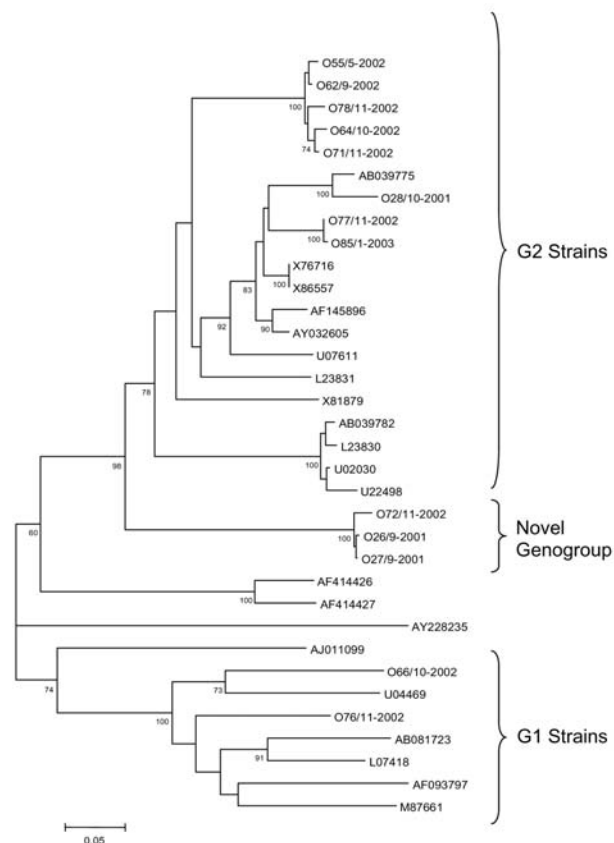 O55/5-2002
O62/9-2002
100
O78/11-2002
O64/10-2002
74
O71/11-2002
AB039775
100
O28/10-2001
O77/11-2002
100
O85/1-2003
X76716
83
100
X86557
AF145896
92
90
AY032605
U07611
L23831
78
X81879
AB039782
L23830
100
U02030
U22498
G2 Strains
98
O72/11-2002
100
O26/9-2001
O27/9-2001
Novel
Genogroup
60
AF414426
100
AF414427
AY228235
AJ011099
74
O66/10-2002
73
U04469
100
O76/11-2002
AB081723
91
L07418
AF093797
M87661
G1 Strains
0.05